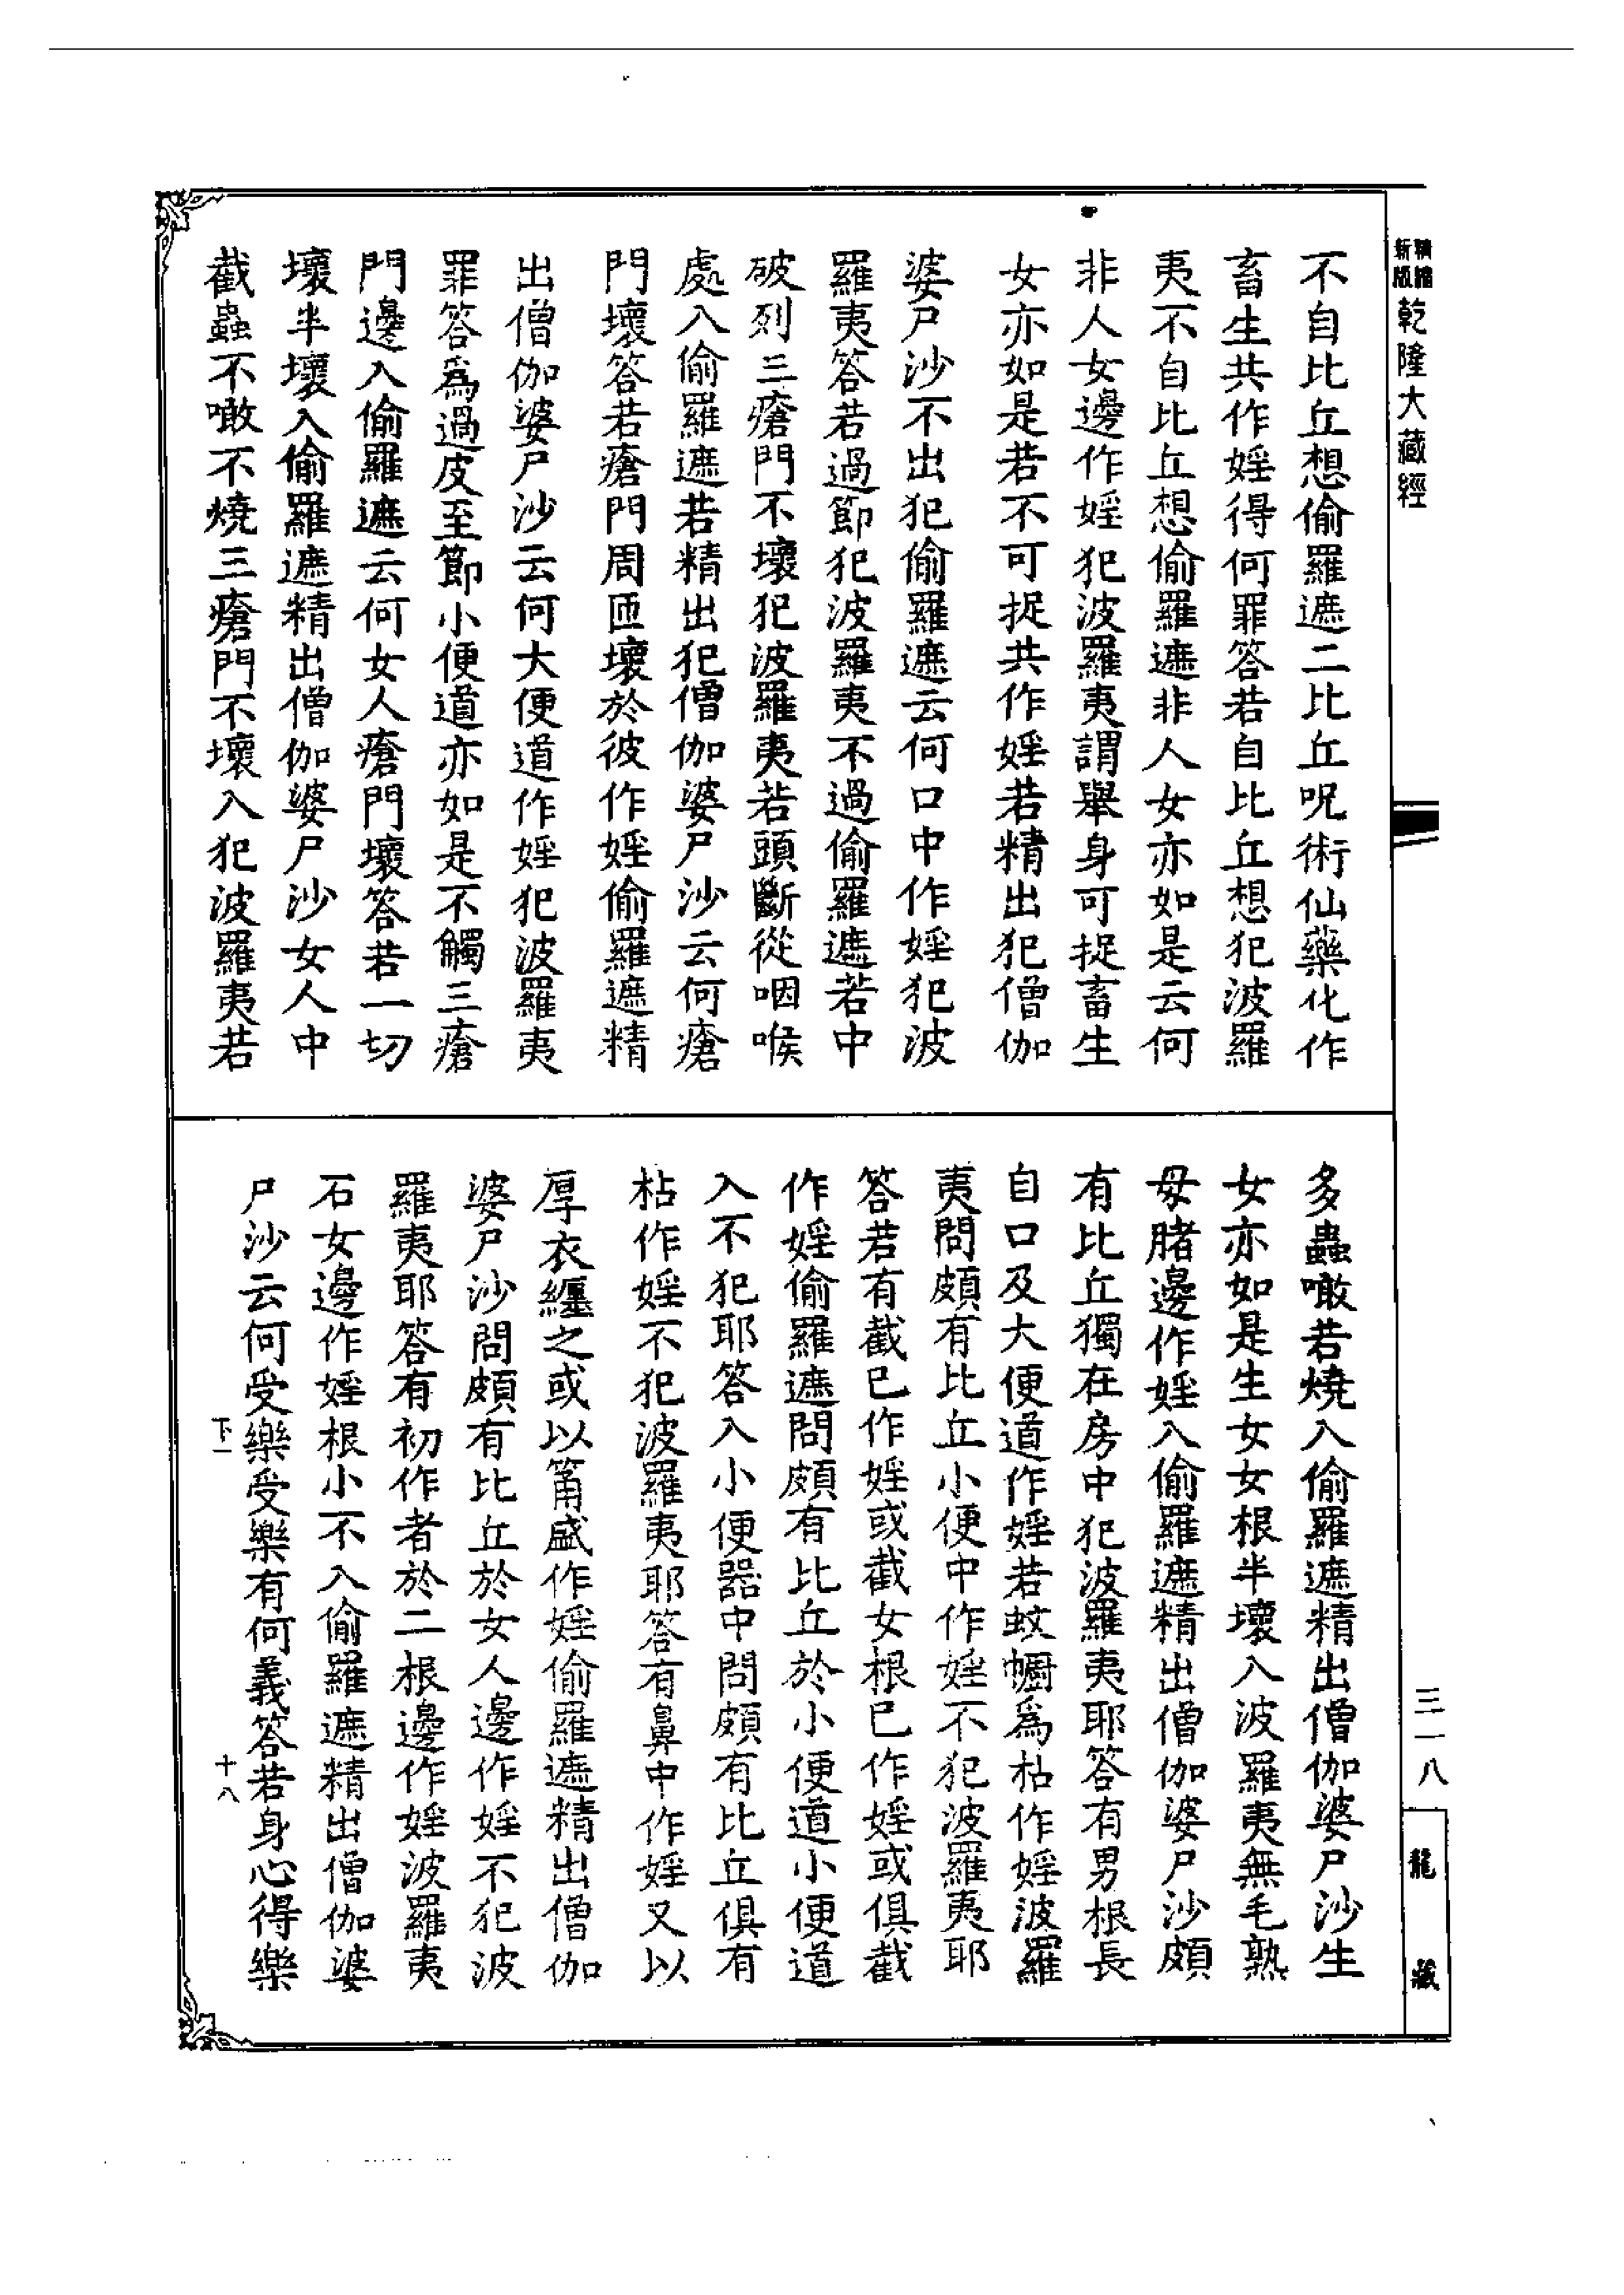 精縮
新版
乾隆大藏經
不自比丘想偷羅遮二比丘呪術仙藥化作
畜生共作婬得何罪答若自比丘想犯波羅
夷不自比丘想偷羅遮非人女亦如是云何
非人女邊作婬犯波羅夷謂舉身可捉畜生
女亦如是若不可捉共作婬若精出犯僧伽
婆尸沙不出犯偷羅遮云何口中作婬犯波
羅夷答若過節犯波羅夷不過偷羅遮若中
破列三瘡門不壞犯波羅夷若頭斷從咽喉
處入偷羅遮若精出犯僧伽婆尸沙云何瘡
門壞答若瘡門周匝壞於彼作婬偷羅遮精
出僧伽婆尸沙云何大便道作婬犯波羅夷
罪答為過皮至節小便道亦如是不觸三瘡
門邊入偷羅遮云何女人瘡門壞答若一切
壞半壞入偷羅遮精出僧伽婆尸沙女人中
截蟲不噉不燒三瘡門不壞入犯波羅夷若
多蟲噉若燒入偷羅遮精出僧伽婆尸沙生
女亦如是生女女根半壞入波羅夷無毛熟
母䐗邊作婬入偷羅遮精出僧伽婆尸沙頗
有比丘獨在房中犯波羅夷耶答有男根長
自口及大便道作婬若蚊幮為枯作婬波羅
夷問頗有比丘小便中作婬不犯波羅夷耶
答若有截已作婬或截女根已作婬或俱截
作婬偷羅遮問頗有比丘於小便道小便道
入不犯耶答入小便器中問頗有比丘俱有
枯作婬不犯波羅夷耶答有鼻中作婬又以
厚衣纏之或以筩盛作婬偷羅遮精出僧伽
婆尸沙問頗有比丘於女人邊作婬不犯波
羅夷耶答有初作者於二根邊作婬波羅夷
石女邊作婬根小不入偷羅遮精出僧伽婆
尸沙云何受樂受樂有何義答若身心得樂
下一
十八
三一八
龍藏